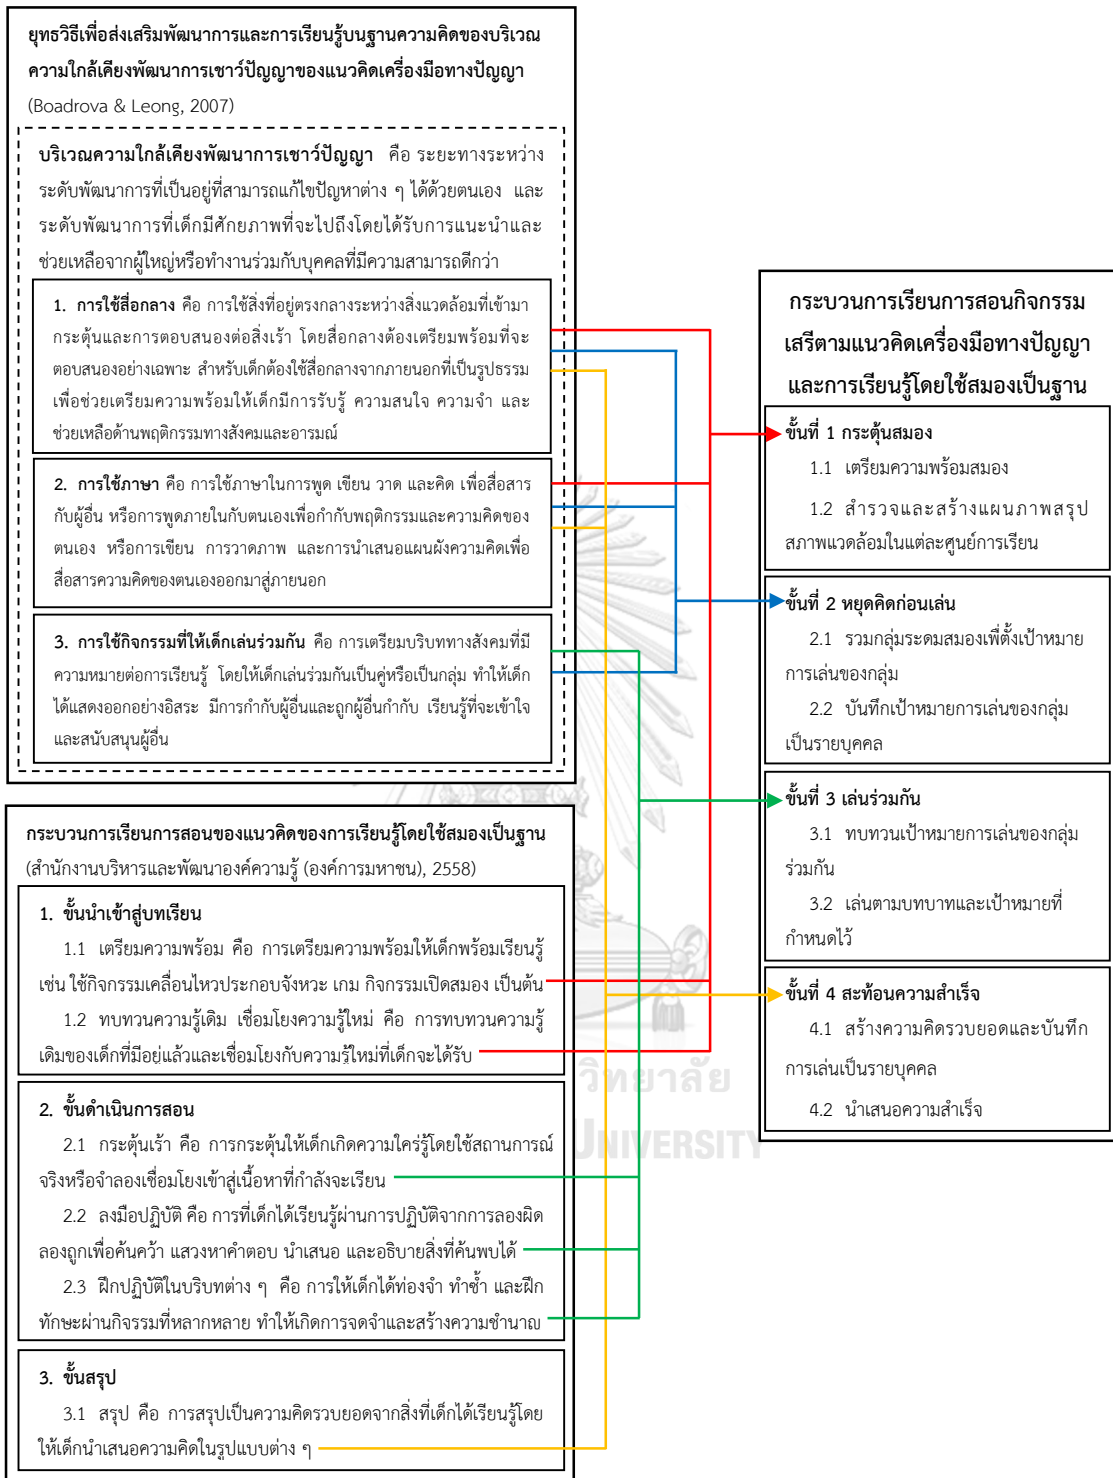 ยุทธวิธีเพื่อส่งเสริมพัฒนาการและการเรียนรู้บนฐานความคิดของบริเวณ
ความใกล้เคียงพัฒนาการเชาว์ปัญญาของแนวคิดเครื่องมือทางปัญญา
(Boadrova & Leong, 2007)
บริเวณความใกล้เคียงพัฒนาการเชาว์ปัญญา คือ ระยะทางระหว่าง
ระดับพัฒนาการที่เป็นอยู่ที่สามารถแก้ไขปัญหาต่าง ๆ ได้ด้วยตนเอง และ
ระดับพัฒนาการที่เด็กมีศักยภาพที่จะไปถึงโดยได้รับการแนะนำและ
ช่วยเหลือจากผู้ใหญ่หรือทำงานร่วมกับบุคคลที่มีความสามารถดีกว่า
1. การใช้สื่อกลาง คือ การใช้สิ่งที่อยู่ตรงกลางระหว่างสิ่งแวดล้อมที่เข้ามา
กระตุ้นและการตอบสนองต่อสิ่งเร้า โดยสื่อกลางต้องเตรียมพร้อมที่จะ
ตอบสนองอย่างเฉพาะ สำหรับเด็กต้องใช้สื่อกลางจากภายนอกที่เป็นรูปธรรม
เพื่อช่วยเตรียมความพร้อมให้เด็กมีการรับรู้ ความสนใจ ความจำ และ
ช่วยเหลือด้านพฤติกรรมทางสังคมและอารมณ์
2. การใช้ภาษา คือ การใช้ภาษาในการพูด เขียน วาด และคิด เพื่อสื่อสาร
กับผู้อื่น หรือการพูดภายในกับตนเองเพื่อกำกับพฤติกรรมและความคิดของ
ตนเอง หรือการเขียน การวาดภาพ และการนำเสนอแผนผังความคิดเพื่อ
สื่อสารความคิดของตนเองออกมาสู่ภายนอก
3. การใช้กิจกรรมที่ให้เด็กเล่นร่วมกัน คือ การเตรียมบริบททางสังคมที่มี
ความหมายต่อการเรียนรู้ โดยให้เด็กเล่นร่วมกันเป็นคู่หรือเป็นกลุ่ม ทำให้เด็ก
ได้แสดงออกอย่างอิสระ มีการกำกับผู้อื่นและถูกผู้อื่นกำกับ เรียนรู้ที่จะเข้าใจ
และสนับสนุนผู้อื่น
กระบวนการเรียนการสอนของแนวคิดของการเรียนรู้โดยใช้สมองเป็นฐาน
(สำนักงานบริหารและพัฒนาองค์ความรู้ (องค์การมหาชน), 2558)
1. ขั้นนำเข้าสู่บทเรียน
1.1 เตรียมความพร้อม คือ การเตรียมความพร้อมให้เด็กพร้อมเรียนรู้
เช่น ใช้กิจกรรมเคลื่อนไหวประกอบจังหวะ เกม กิจกรรมเปิดสมอง เป็นต้น
1.2 ทบทวนความรู้เดิม เชื่อมโยงความรู้ใหม่ คือ การทบทวนความรู้
เดิมของเด็กที่มีอยู่แล้วและเชื่อมโยงกับความรู้ใหม่ที่เด็กจะได้รับ
2. ขั้นดำเนินการสอน
2.1 กระตุ้นเร้า คือ การกระตุ้นให้เด็กเกิดความใคร่รู้โดยใช้สถานการณ์
จริงหรือจำลองเชื่อมโยงเข้าสู่เนื้อหาที่กำลังจะเรียน
2.2 ลงมือปฏิบัติ คือ การที่เด็กได้เรียนรู้ผ่านการปฏิบัติจากการลองผิด
ลองถูกเพื่อค้นคว้า แสวงหาคำตอบ นำเสนอ และอธิบายสิ่งที่ค้นพบได้
2.3 ฝึกปฏิบัติในบริบทต่าง ๆ คือ การให้เด็กได้ท่องจำ ทำซ้ำ และฝึก
ทักษะผ่านกิจกรรมที่หลากหลาย ทำให้เกิดการจดจำและสร้างความชำนาญ
3. ขั้นสรุป
3.1 สรุป คือ การสรุปเป็นความคิดรวบยอดจากสิ่งที่เด็กได้เรียนรู้โดย
ให้เด็กนำเสนอความคิดในรูปแบบต่าง ๆ
กระบวนการเรียนการสอนกิจกรรม
เสรีตามแนวคิดเครื่องมือทางปัญญา
และการเรียนรู้โดยใช้สมองเป็นฐาน
ขั้นที่ 1 กระตุ้นสมอง
1.1 เตรียมความพร้อมสมอง
1.2 สำรวจและสร้างแผนภาพสรุป
สภาพแวดล้อมในแต่ละศูนย์การเรียน
ขั้นที่ 2 หยุดคิดก่อนเล่น
2.1 รวมกลุ่มระดมสมองเพื่ตั้งเป้าหมาย
การเล่นของกลุ่ม
2.2 บันทึกเป้าหมายการเล่นของกลุ่ม
เป็นรายบุคคล
ขั้นที่ 3 เล่นร่วมกัน
3.1 ทบทวนเป้าหมายการเล่นของกลุ่ม
ร่วมกัน
3.2 เล่นตามบทบาทและเป้าหมายที่
กำหนดไว้
ขั้นที่ 4 สะท้อนความสำเร็จ
4.1 สร้างความคิดรวบยอดและบันทึก
การเล่นเป็นรายบุคคล
4.2 นำเสนอความสำเร็จ
วิทยาลัย
UNIVERSITY